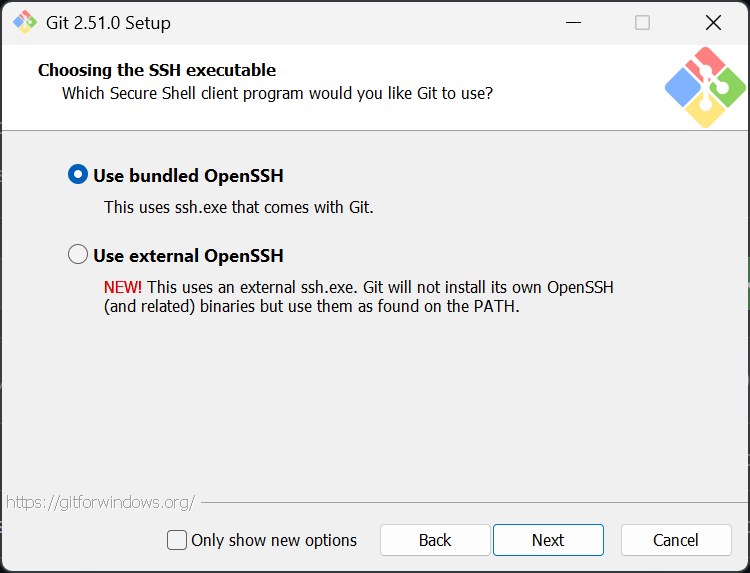 Git 2.51.0 Setup
Choosing the SSH executable
Which Secure Shell client program would you like Git to use?
Use bundled OpenSSH
This uses ssh.exe that comes with Git.
Use external OpenSSH
NEW! This uses an external ssh.exe. Git will not install its own OpenSSH
(and related) binaries but use them as found on the PATH.
https://gitforwindows.org/
Only show new options
Back
Next
Cancel